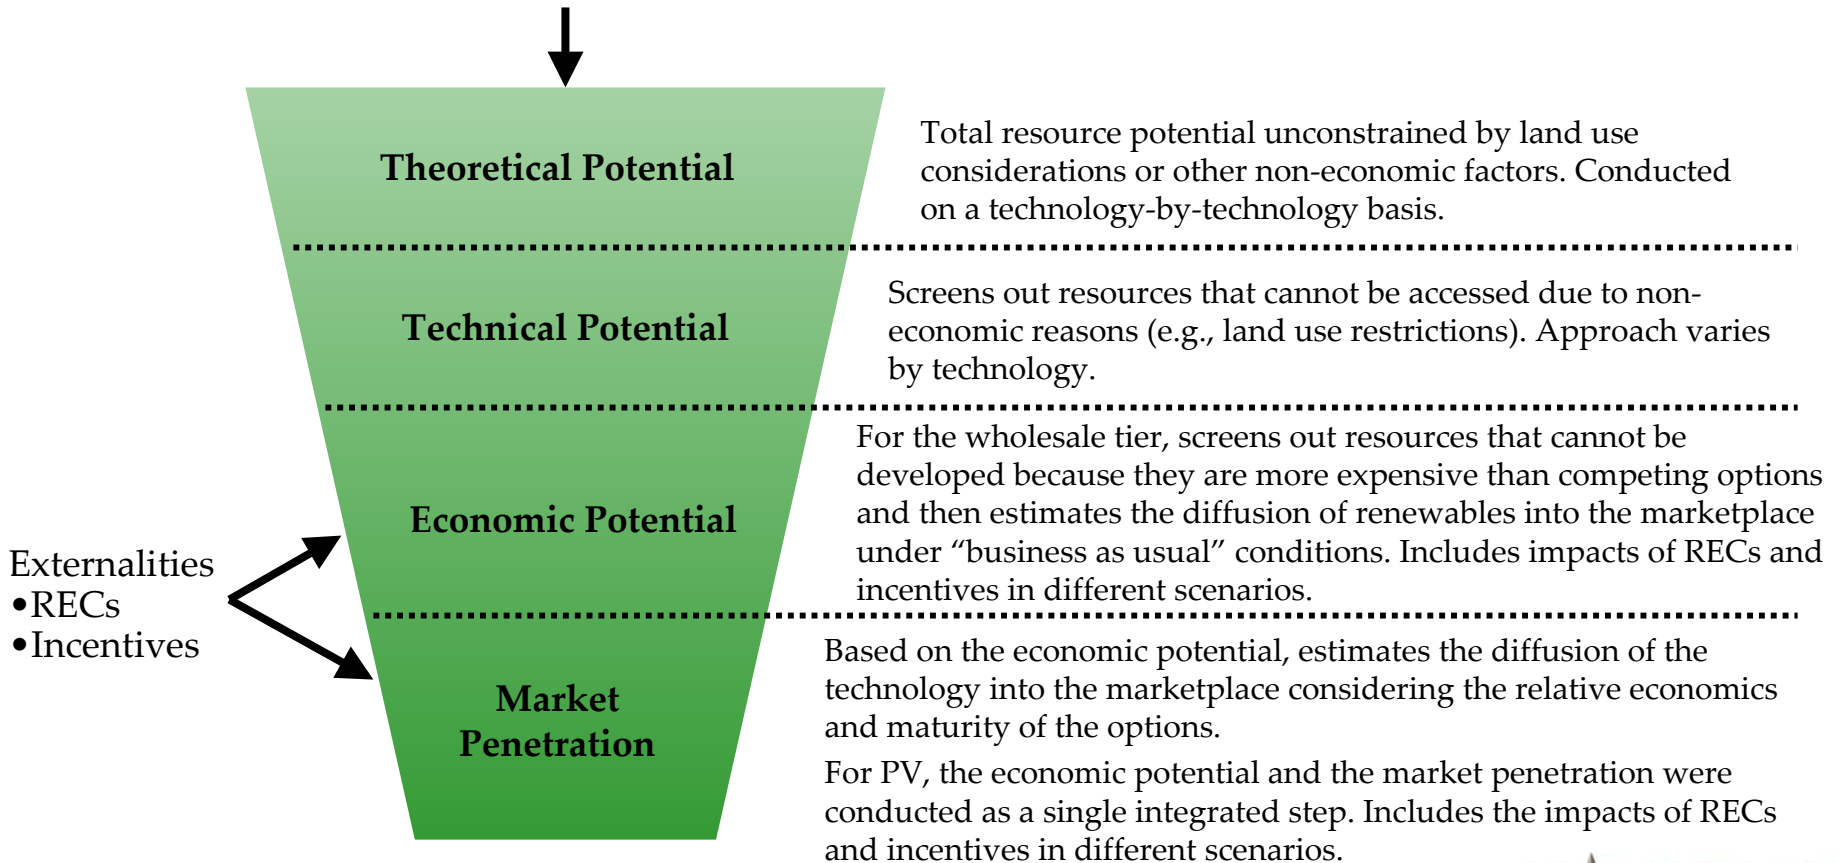 Theoretical Potential
Total resource potential unconstrained by land use
considerations or other non-economic factors. Conducted
on a technology-by-technology basis.
Technical Potential
Screens out resources that cannot be accessed due to non-
economic reasons (e.g., land use restrictions). Approach varies
by technology.
Economic Potential
For the wholesale tier, screens out resources that cannot be
developed because they are more expensive than competing options
and then estimates the diffusion of renewables into the marketplace
under “business as usual” conditions. Includes impacts of RECs and
incentives in different scenarios.
Externalities
•RECs
•Incentives
Market
Penetration
Based on the economic potential, estimates the diffusion of the
technology into the marketplace considering the relative economics
and maturity of the options.
For PV, the economic potential and the market penetration were
conducted as a single integrated step. Includes the impacts of RECs
and incentives in different scenarios.